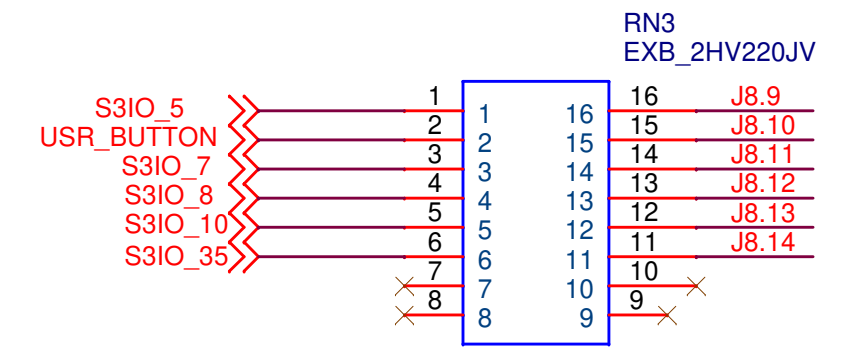 RN3
EXB_2HV220JV
S3IO_5 1 1 16 16 J8.9
USR_BUTTON 2 2 15 15 J8.10
S3IO_7 3 3 14 14 J8.11
S3IO_8 4 4 13 13 J8.12
S3IO_10 5 5 12 12 J8.13
S3IO_35 6 6 11 11 J8.14
7 7 10 10
8 8 9 9